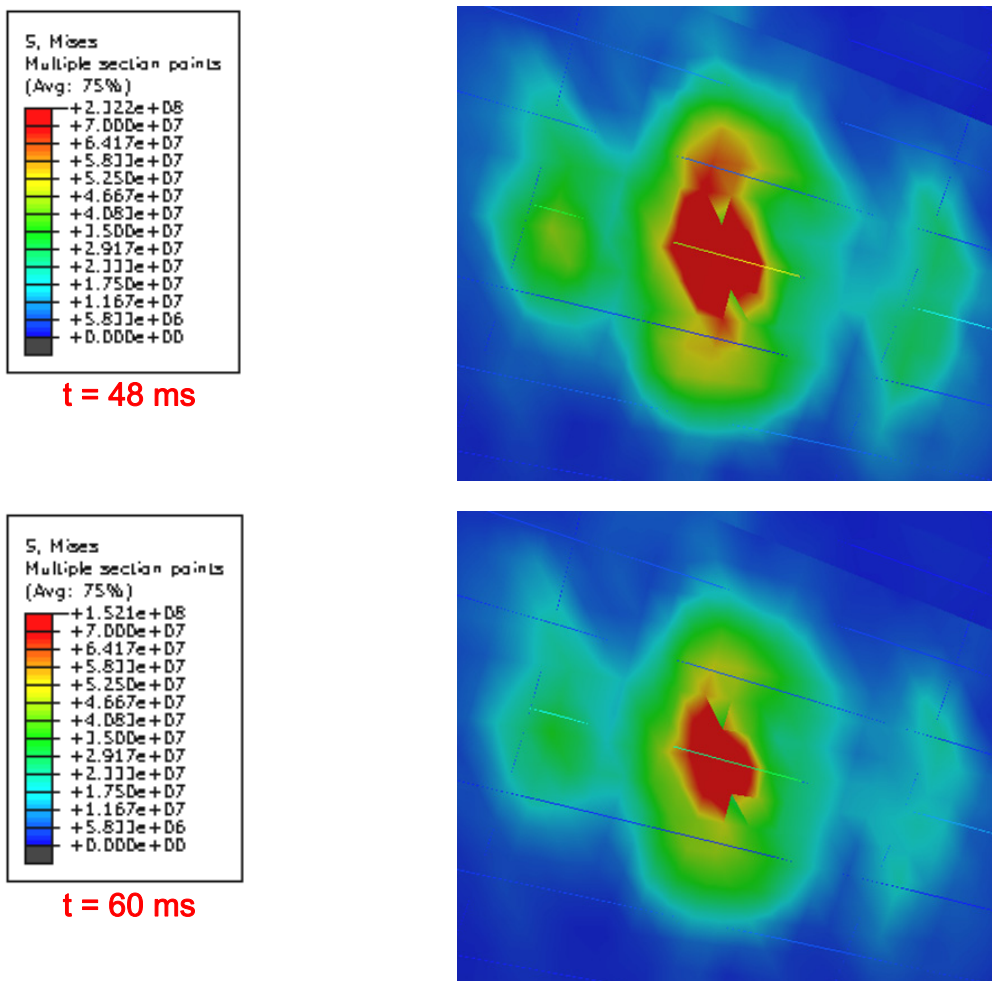 S, Mises
Multiple section points
(Avg: 75%)
+2.322e+08
+7.000e+07
+6.417e+07
+5.833e+07
+5.250e+07
+4.667e+07
+4.083e+07
+3.500e+07
+2.917e+07
+2.333e+07
+1.750e+07
+1.167e+07
+5.833e+06
+0.000e+00
t = 48 ms
S, Mises
Multiple section points
(Avg: 75%)
+1.521e+08
+7.000e+07
+6.417e+07
+5.833e+07
+5.250e+07
+4.667e+07
+4.083e+07
+3.500e+07
+2.917e+07
+2.333e+07
+1.750e+07
+1.167e+07
+5.833e+06
+0.000e+00
t = 60 ms